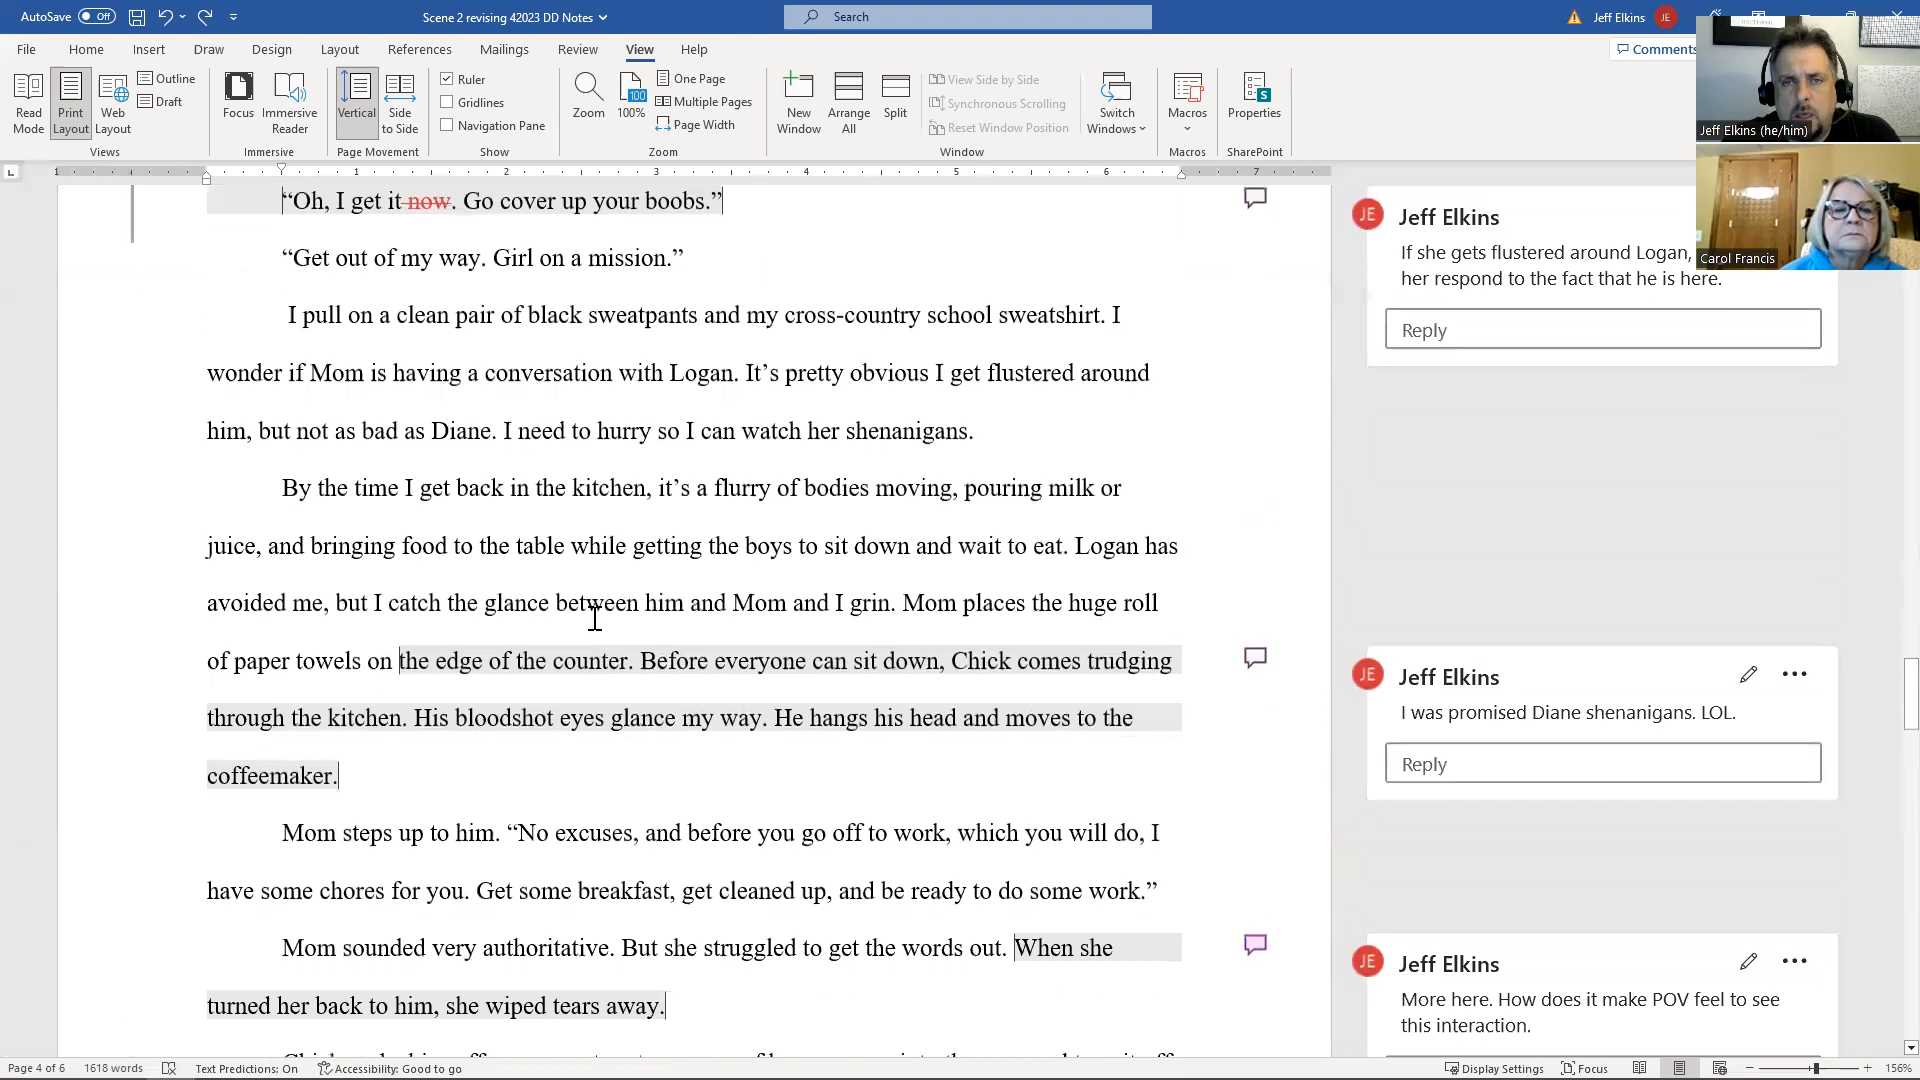 AutoSave Off
Scene 2 revising 42023 DD Notes
Search
Jeff Elkins JE
File Home Insert Draw Design Layout References Mailings Review View Help
Comments
Read Mode
Print Layout
Web Layout
Outline
Draft
Views
Focus
Immersive Reader
Immersive
Vertical
Side to Side
Page Movement
Ruler
Gridlines
Navigation Pane
Show
Zoom
100
100%
One Page
Multiple Pages
Page Width
Zoom
New Window
Arrange All
Split
View Side by Side
Synchronous Scrolling
Reset Window Position
Switch Windows
Window
Macros
Macros
Properties
SharePoint
Jeff Elkins (he/him)
Carol Francis
1 1 2 3 4 5 6 7
“Oh, I get it now. Go cover up your boobs.”
“Get out of my way. Girl on a mission.”
I pull on a clean pair of black sweatpants and my cross-country school sweatshirt. I
wonder if Mom is having a conversation with Logan. It’s pretty obvious I get flustered around
him, but not as bad as Diane. I need to hurry so I can watch her shenanigans.
By the time I get back in the kitchen, it’s a flurry of bodies moving, pouring milk or
juice, and bringing food to the table while getting the boys to sit down and wait to eat. Logan has
avoided me, but I catch the glance between him and Mom and I grin. Mom places the huge roll
of paper towels on the edge of the counter. Before everyone can sit down, Chick comes trudging
through the kitchen. His bloodshot eyes glance my way. He hangs his head and moves to the
coffeemaker.
Mom steps up to him. “No excuses, and before you go off to work, which you will do, I
have some chores for you. Get some breakfast, get cleaned up, and be ready to do some work.”
Mom sounded very authoritative. But she struggled to get the words out. When she
turned her back to him, she wiped tears away.
JE Jeff Elkins
If she gets flustered around Logan,
her respond to the fact that he is here.
Reply
JE Jeff Elkins
I was promised Diane shenanigans. LOL.
Reply
JE Jeff Elkins
More here. How does it make POV feel to see
this interaction.
Page 4 of 6 1618 words Text Predictions: On Accessibility: Good to go
Display Settings Focus 156%